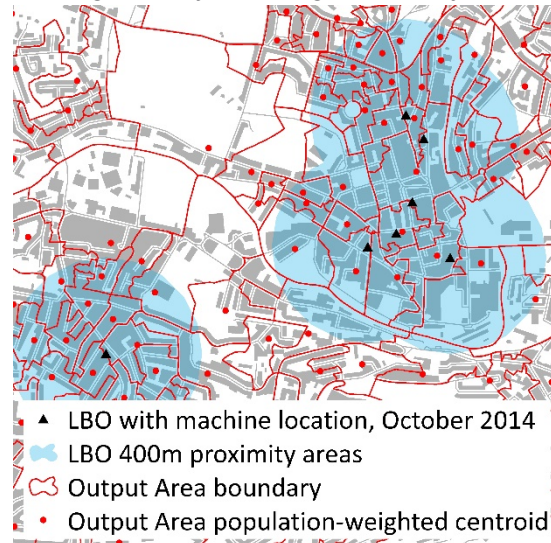 LBO with machine location, October 2014
LBO 400m proximity areas
Output Area boundary
Output Area population-weighted centroid